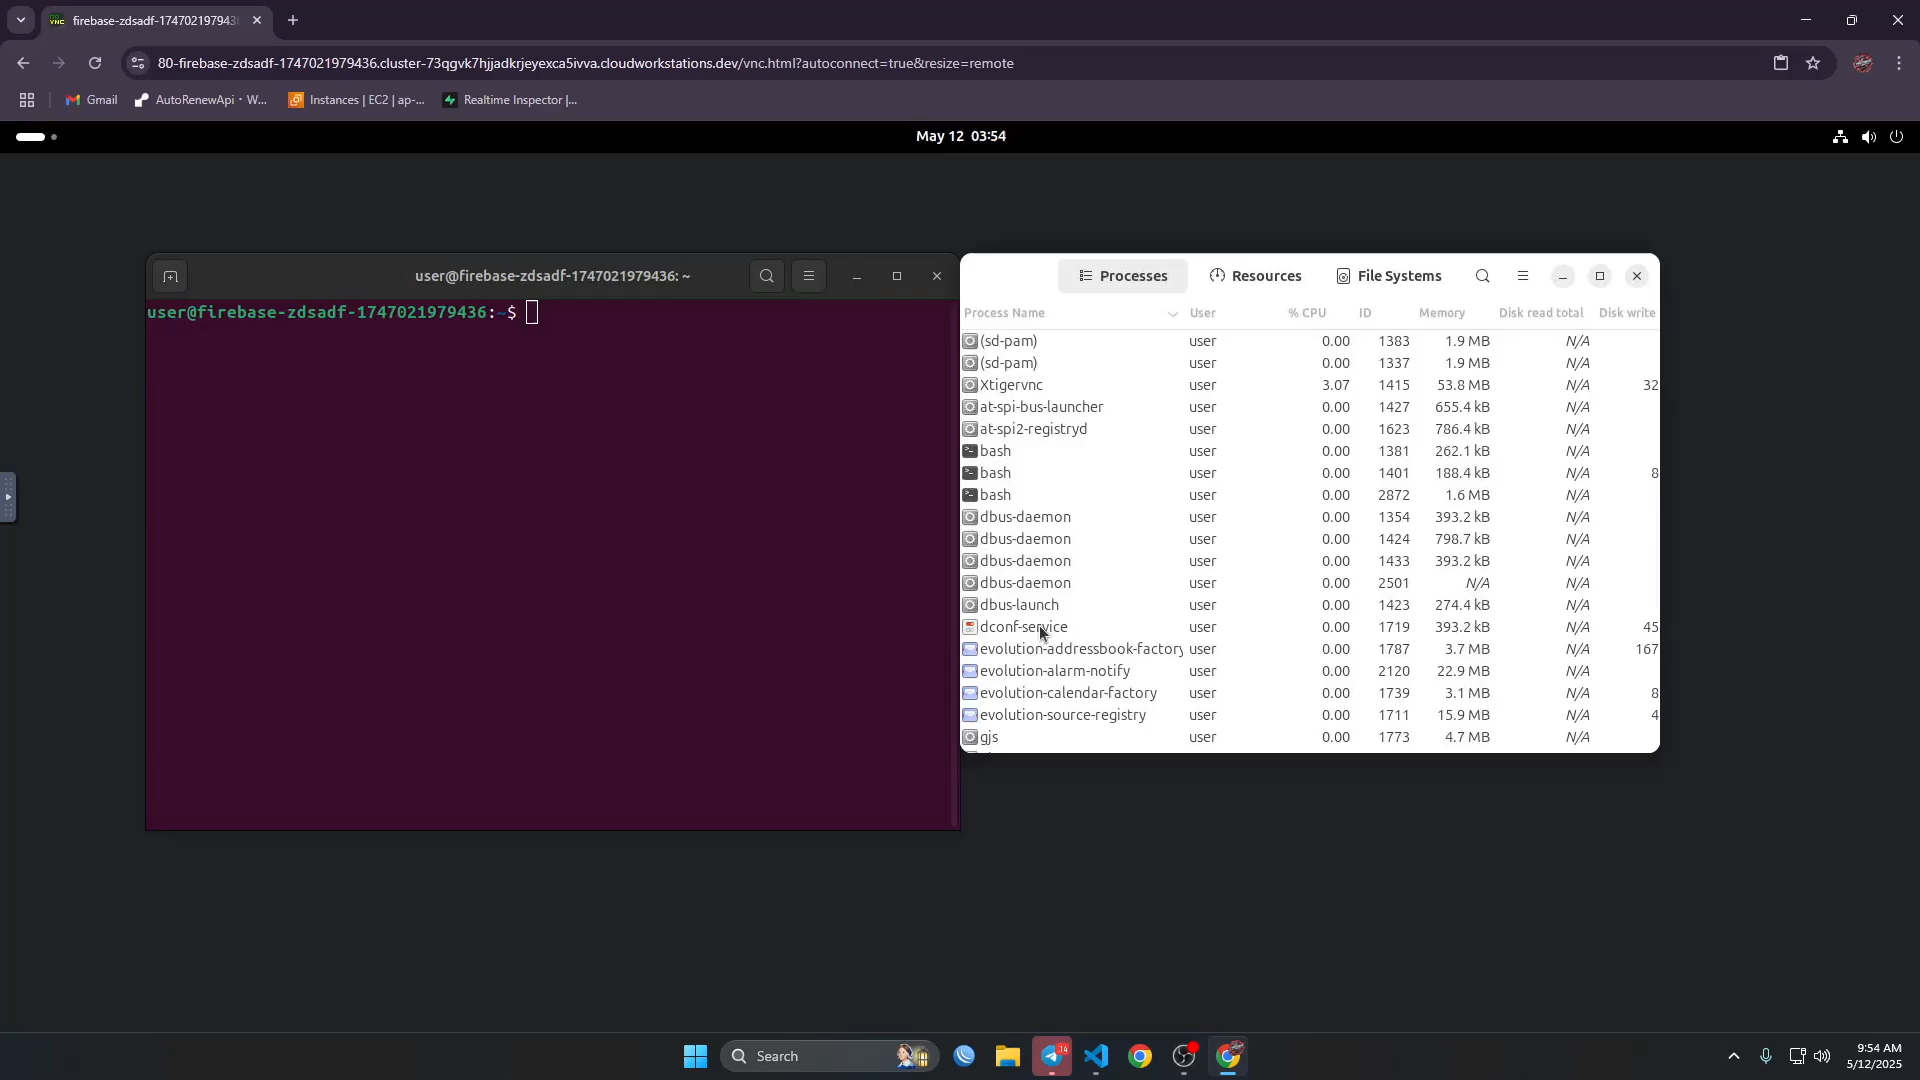 firebase-zdsadf-1747021979436
80-firebase-zdsadf-1747021979436.cluster-73qgvk7hjjadkrjeyexca5ivva.cloudworkstations.dev/vnc.html?autoconnect=true&resize=remote
Gmail AutoRenewApi • W... Instances | EC2 | ap-... Realtime Inspector |...
May 12 03:54
user@firebase-zdsadf-1747021979436: ~
user@firebase-zdsadf-1747021979436:~$
Processes Resources File Systems
Process Name User % CPU ID Memory Disk read total Disk write
(sd-pam) user 0.00 1383 1.9 MB N/A
(sd-pam) user 0.00 1337 1.9 MB N/A
Xtigervnc user 3.07 1415 53.8 MB N/A 32
at-spi-bus-launcher user 0.00 1427 655.4 kB N/A
at-spi2-registryd user 0.00 1623 786.4 kB N/A
bash user 0.00 1381 262.1 kB N/A
bash user 0.00 1401 188.4 kB N/A 8
bash user 0.00 2872 1.6 MB N/A
dbus-daemon user 0.00 1354 393.2 kB N/A
dbus-daemon user 0.00 1424 798.7 kB N/A
dbus-daemon user 0.00 1433 393.2 kB N/A
dbus-daemon user 0.00 2501 N/A N/A
dbus-launch user 0.00 1423 274.4 kB N/A
dconf-service user 0.00 1719 393.2 kB N/A 45
evolution-addressbook-factory user 0.00 1787 3.7 MB N/A 167
evolution-alarm-notify user 0.00 2120 22.9 MB N/A
evolution-calendar-factory user 0.00 1739 3.1 MB N/A 8
evolution-source-registry user 0.00 1711 15.9 MB N/A 4
gjs user 0.00 1773 4.7 MB N/A
Search
14
9:54 AM
5/12/2025